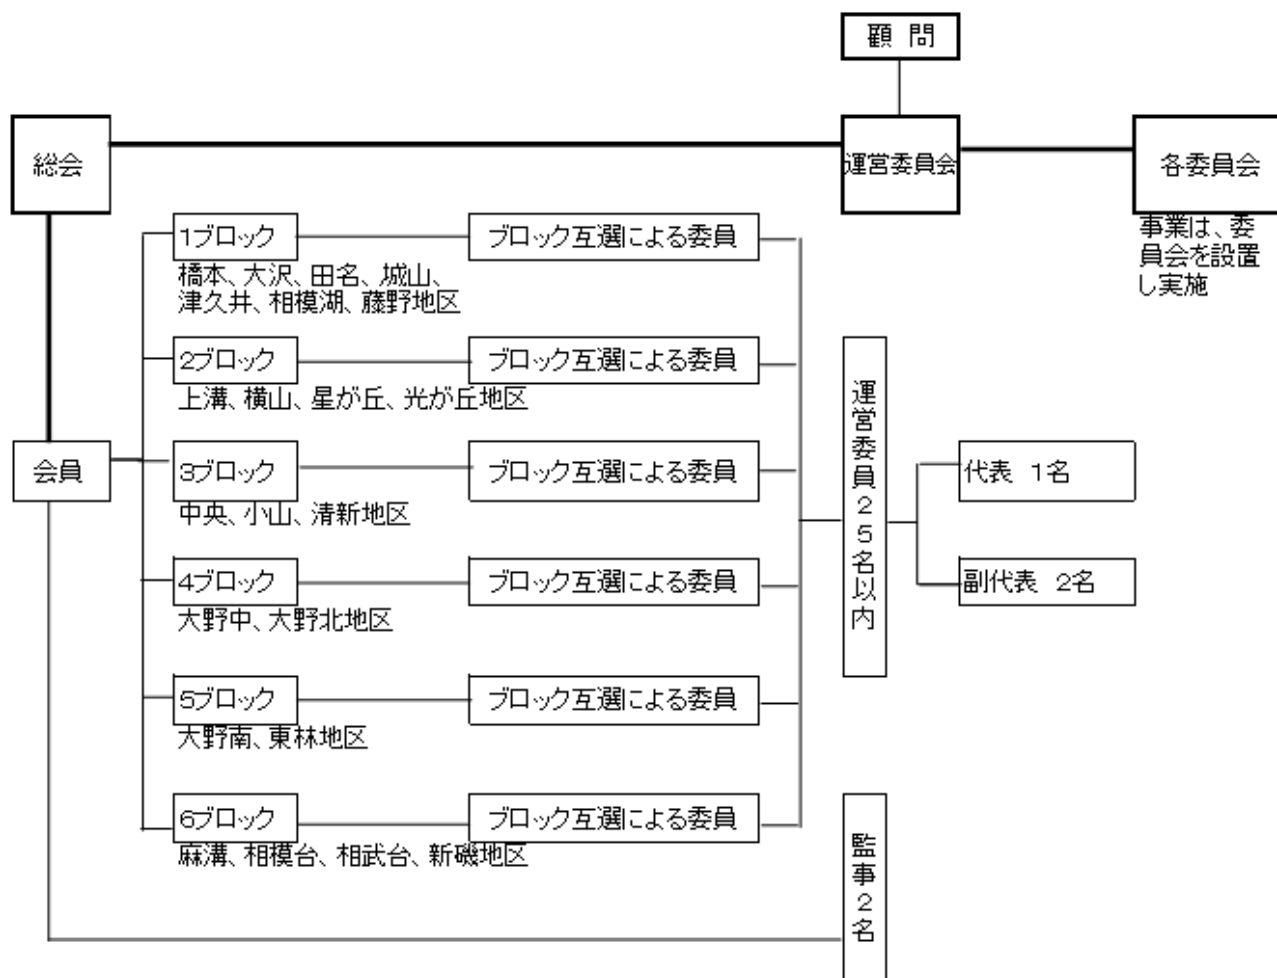 顧 問
総会
運営委員会
各委員会
事業は、委
員会を設置
し実施
1ブロック
ブロック互選による委員
橋本、大沢、田名、城山、
津久井、相模湖、藤野地区
2ブロック
ブロック互選による委員
上溝、横山、星が丘、光が丘地区
会員
3ブロック
ブロック互選による委員
中央、小山、清新地区
4ブロック
ブロック互選による委員
大野中、大野北地区
5ブロック
ブロック互選による委員
大野南、東林地区
6ブロック
ブロック互選による委員
麻溝、相模台、相武台、新磯地区
運営委員25名以内
代表 1名
副代表 2名
監事2名